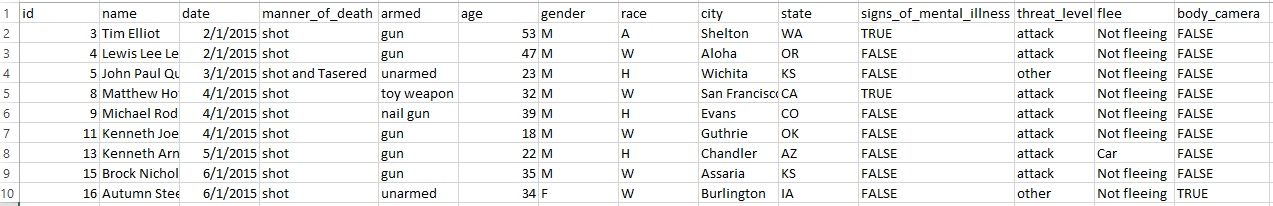 1 id name date manner_of_death armed age gender race city state signs_of_mental_illness threat_level flee body_camera
2 3 Tim Elliot 2/1/2015 shot gun 53 M A Shelton WA TRUE attack Not fleeing FALSE
3 4 Lewis Lee Le 2/1/2015 shot gun 47 M W Aloha OR FALSE attack Not fleeing FALSE
4 5 John Paul Qu 3/1/2015 shot and Tasered unarmed 23 M H Wichita KS FALSE other Not fleeing FALSE
5 8 Matthew Ho 4/1/2015 shot toy weapon 32 M W San Francisc CA TRUE attack Not fleeing FALSE
6 9 Michael Rod 4/1/2015 shot nail gun 39 M H Evans CO FALSE attack Not fleeing FALSE
7 11 Kenneth Joe 4/1/2015 shot gun 18 M W Guthrie OK FALSE attack Not fleeing FALSE
8 13 Kenneth Arn 5/1/2015 shot gun 22 M H Chandler AZ FALSE attack Car FALSE
9 15 Brock Nichol 6/1/2015 shot gun 35 M W Assaria KS FALSE attack Not fleeing FALSE
10 16 Autumn Stee 6/1/2015 shot unarmed 34 F W Burlington IA FALSE other Not fleeing TRUE